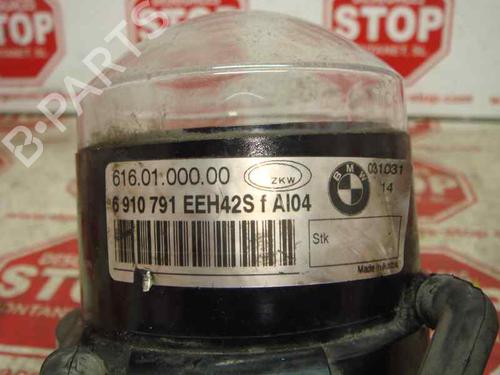 STOP
STOP
B-PARTS
616.01.000.00
ZKW
BMW
031031
14
6 910 791 EEH42S f AI04
Stk
Made in Austria
STOP
STOP